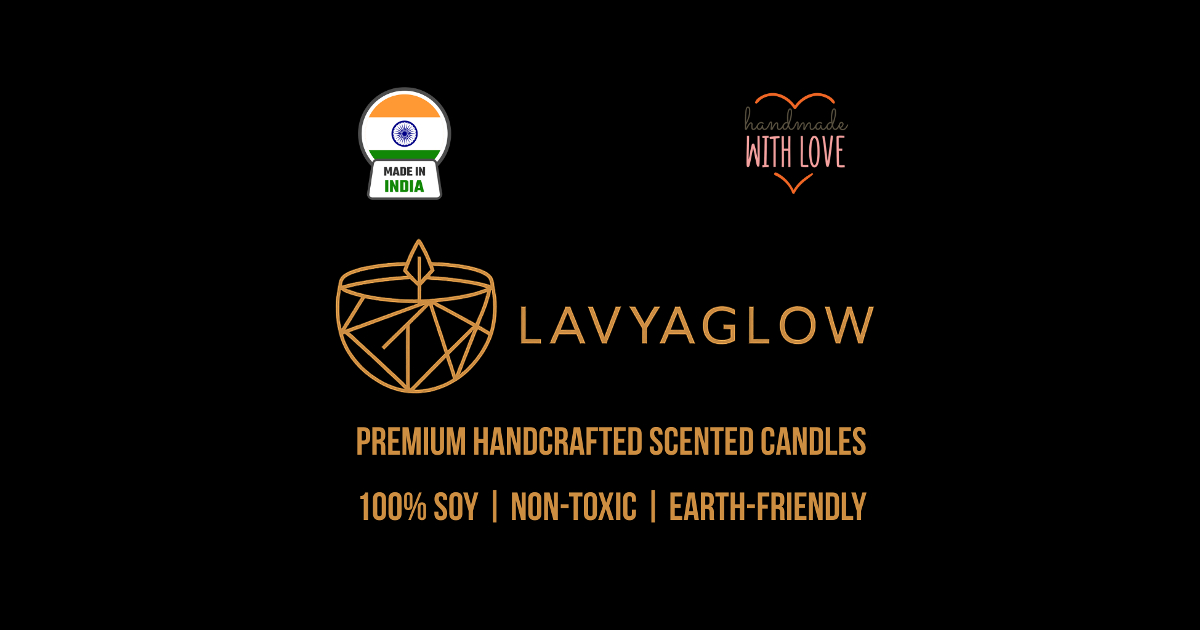 MADE IN
INDIA
handmade
WITH LOVE
LAVYAGLOW
PREMIUM HANDCRAFTED SCENTED CANDLES
100% SOY | NON-TOXIC | EARTH-FRIENDLY